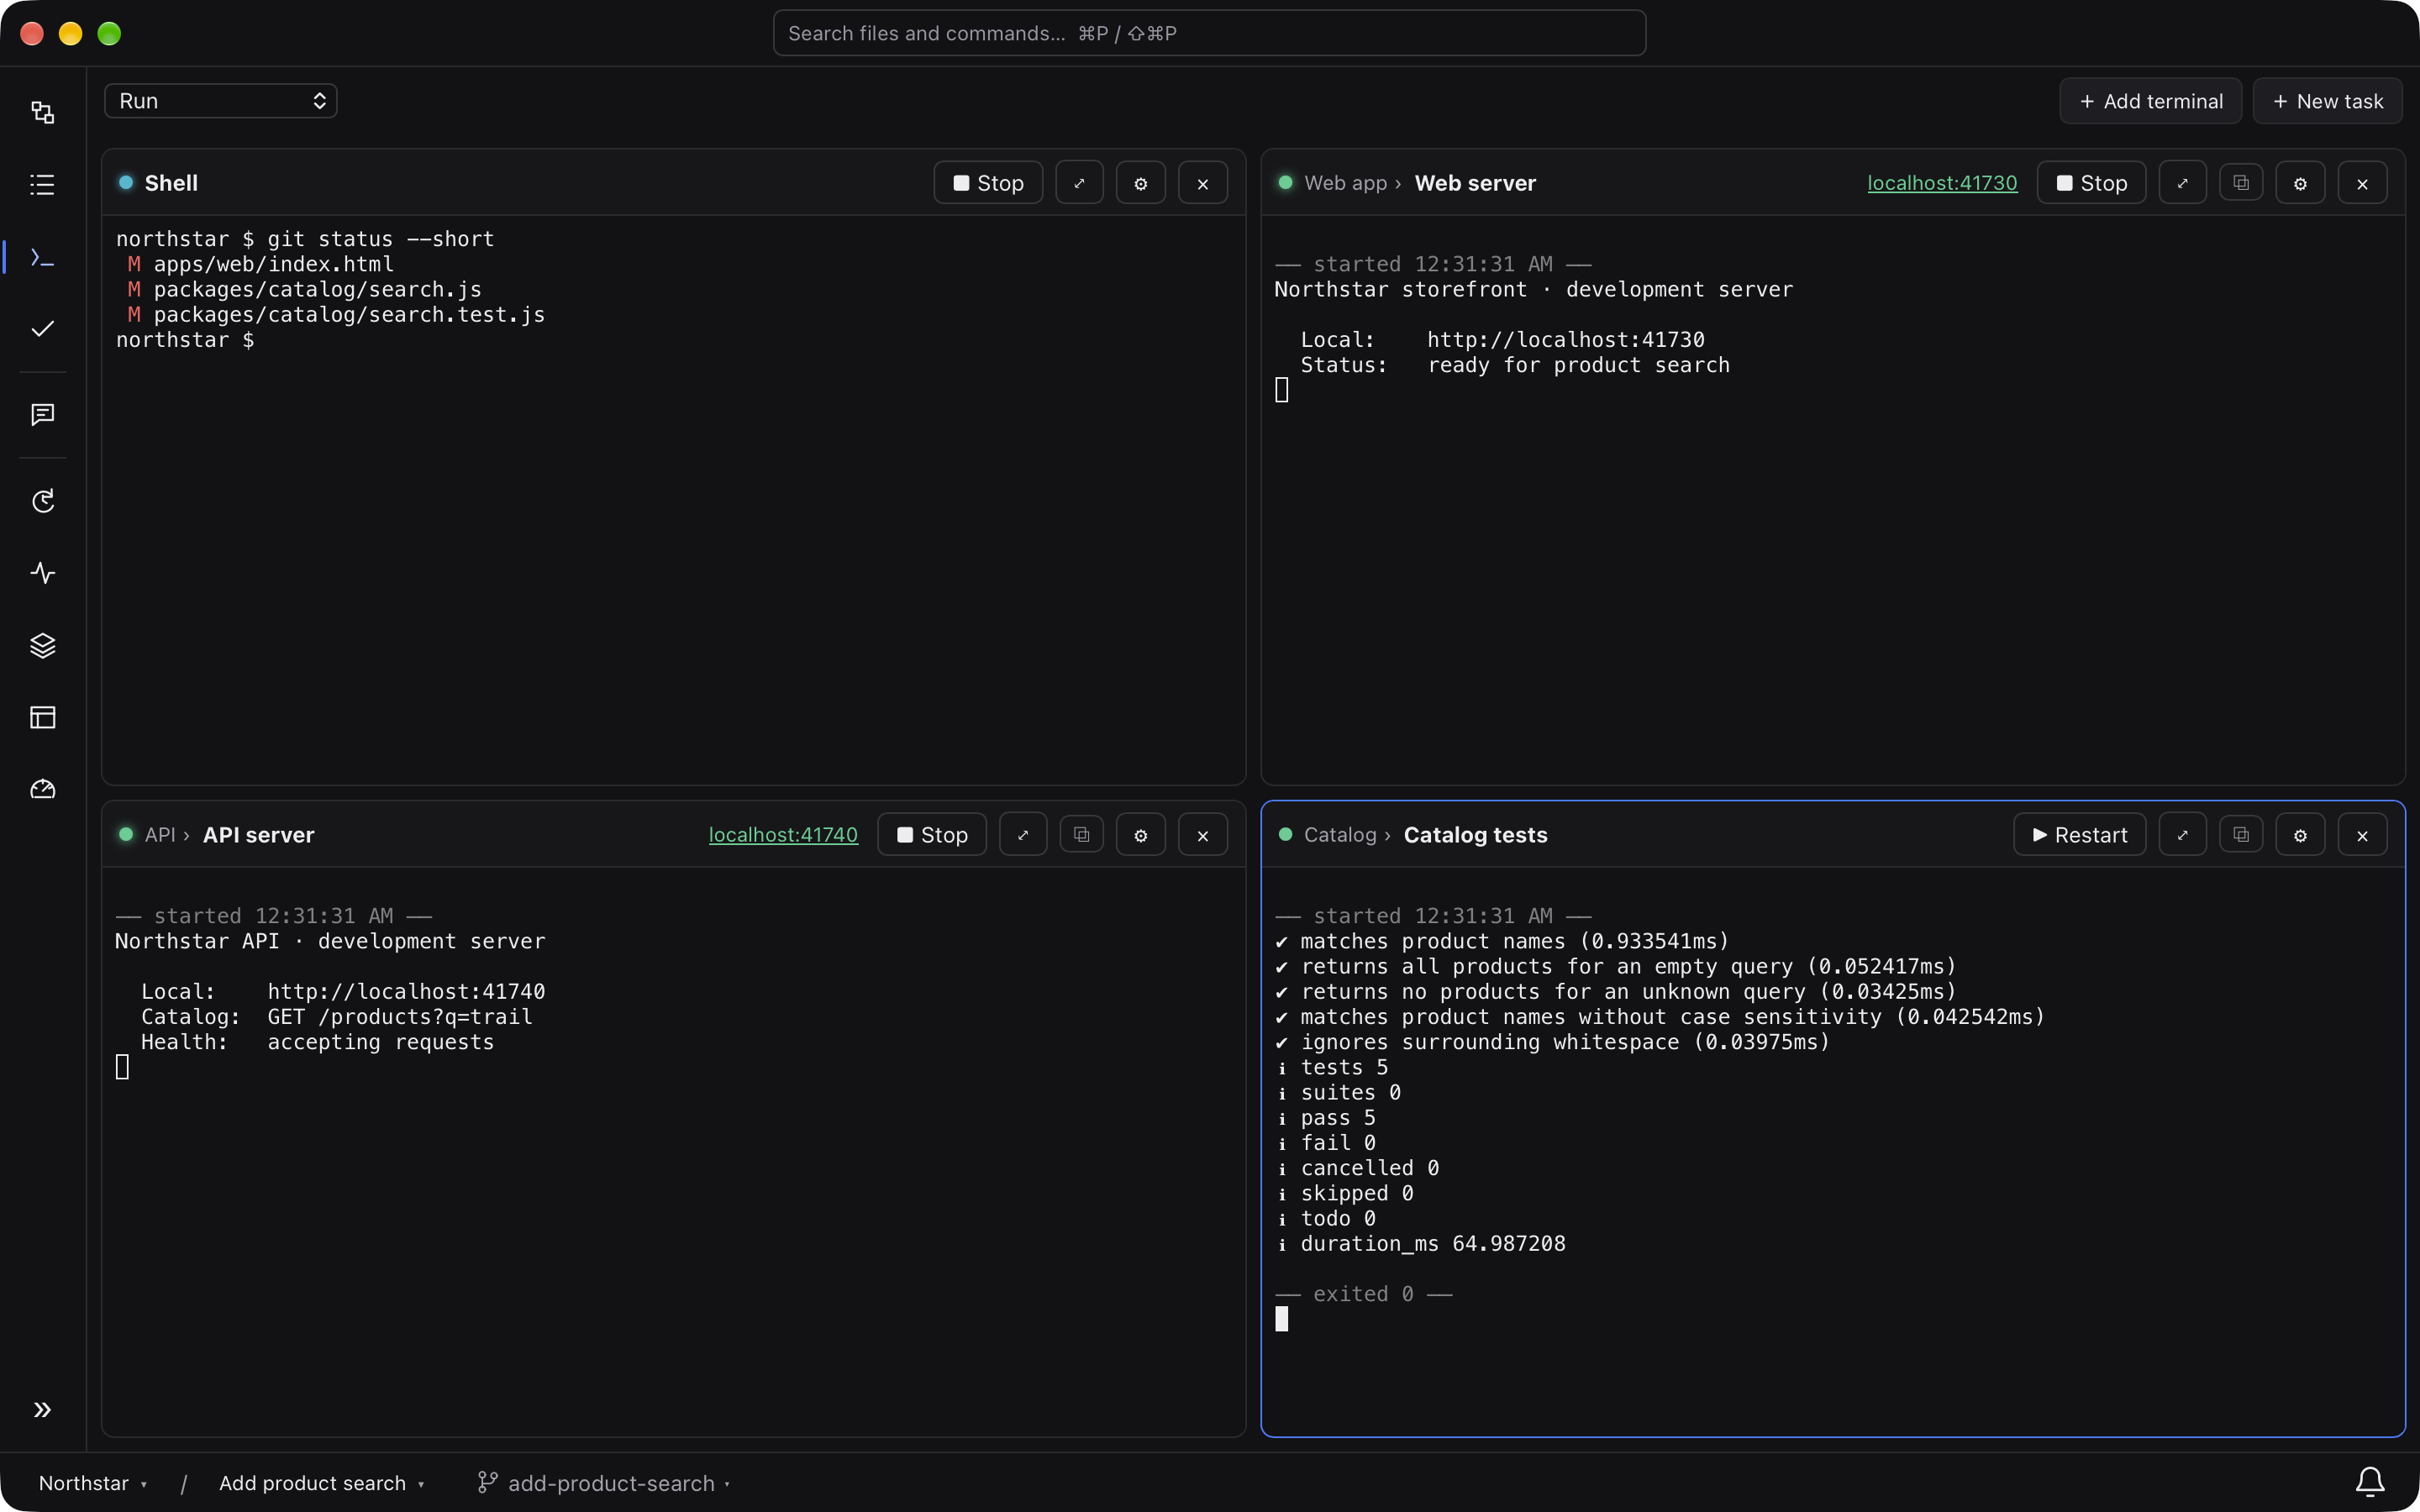 Search files and commands... ⌘P / ⇧⌘P
Run
+ Add terminal
+ New task
Shell
Stop
northstar $ git status --short
M apps/web/index.html
M packages/catalog/search.js
M packages/catalog/search.test.js
northstar $
Web app › Web server
localhost:41730
Stop
—— started 12:31:31 AM ——
Northstar storefront · development server
Local: http://localhost:41730
Status: ready for product search
API › API server
localhost:41740
Stop
—— started 12:31:31 AM ——
Northstar API · development server
Local: http://localhost:41740
Catalog: GET /products?q=trail
Health: accepting requests
Catalog › Catalog tests
Restart
—— started 12:31:31 AM ——
✔ matches product names (0.933541ms)
✔ returns all products for an empty query (0.052417ms)
✔ returns no products for an unknown query (0.03425ms)
✔ matches product names without case sensitivity (0.042542ms)
✔ ignores surrounding whitespace (0.03975ms)
ℹ tests 5
ℹ suites 0
ℹ pass 5
ℹ fail 0
ℹ cancelled 0
ℹ skipped 0
ℹ todo 0
ℹ duration_ms 64.987208
—— exited 0 ——
Northstar / Add product search add-product-search